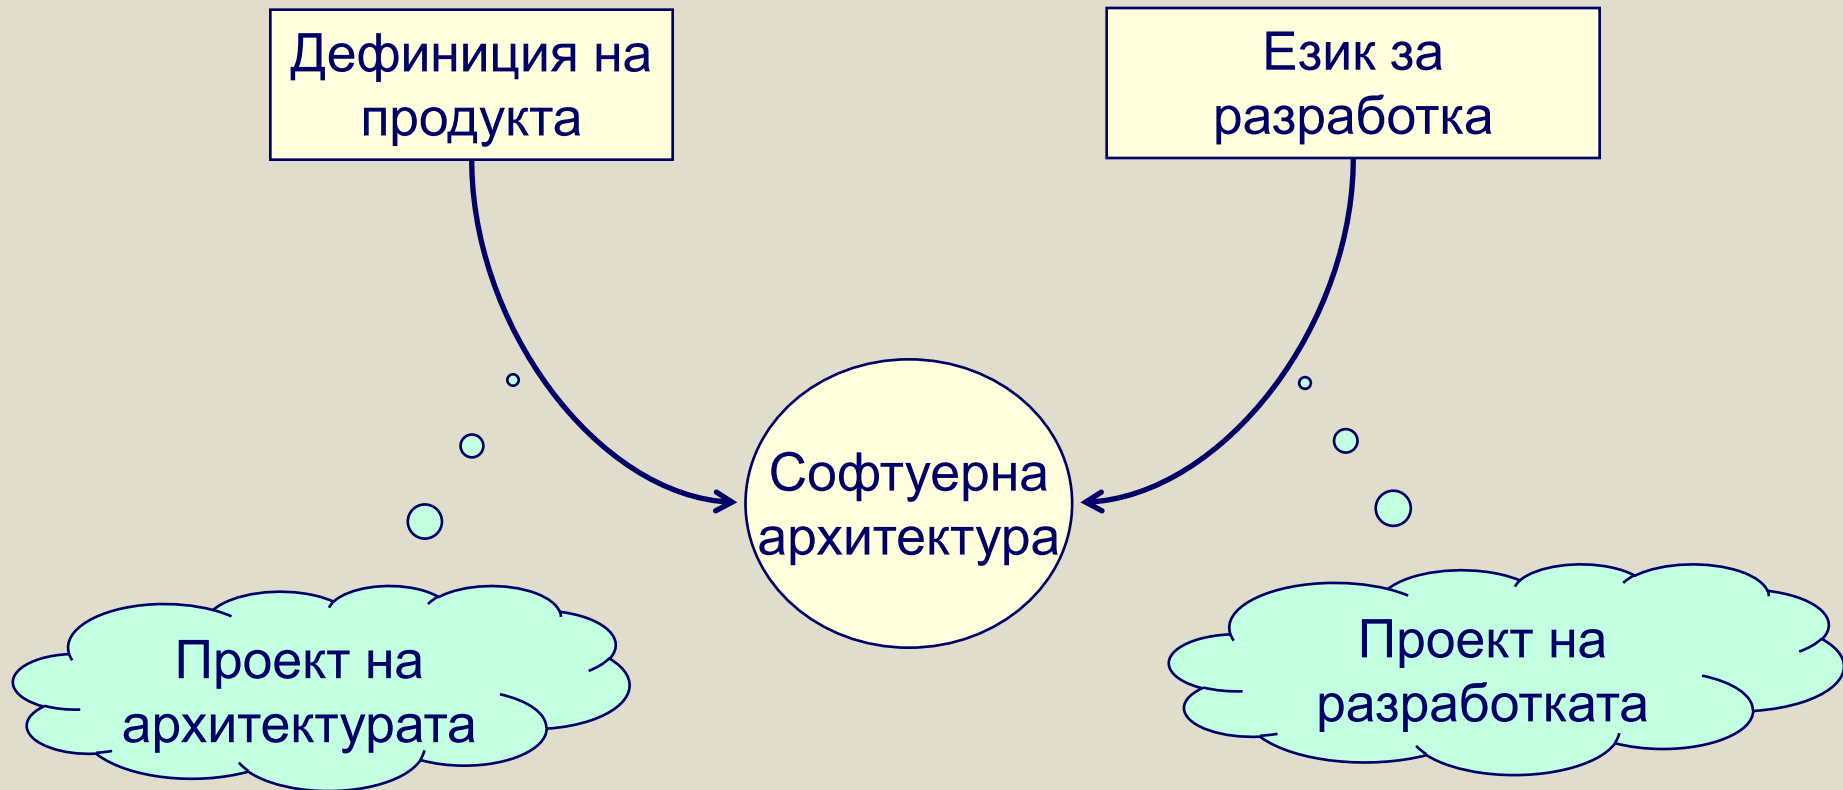 Дефиниция на
продукта
Език за
разработка
Софтуерна
архитектура
Проект на
архитектурата
Проект на
разработката